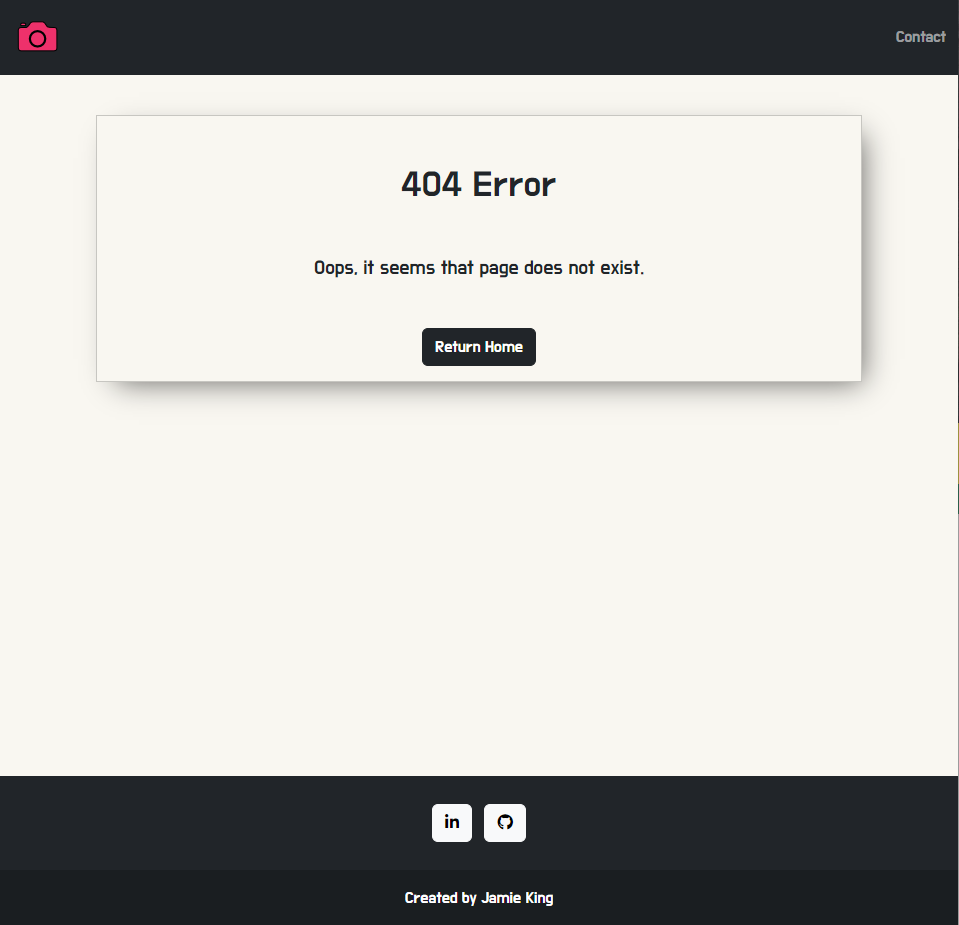 Contact
404 Error
Oops, it seems that page does not exist.
Return Home
in
Created by Jamie King